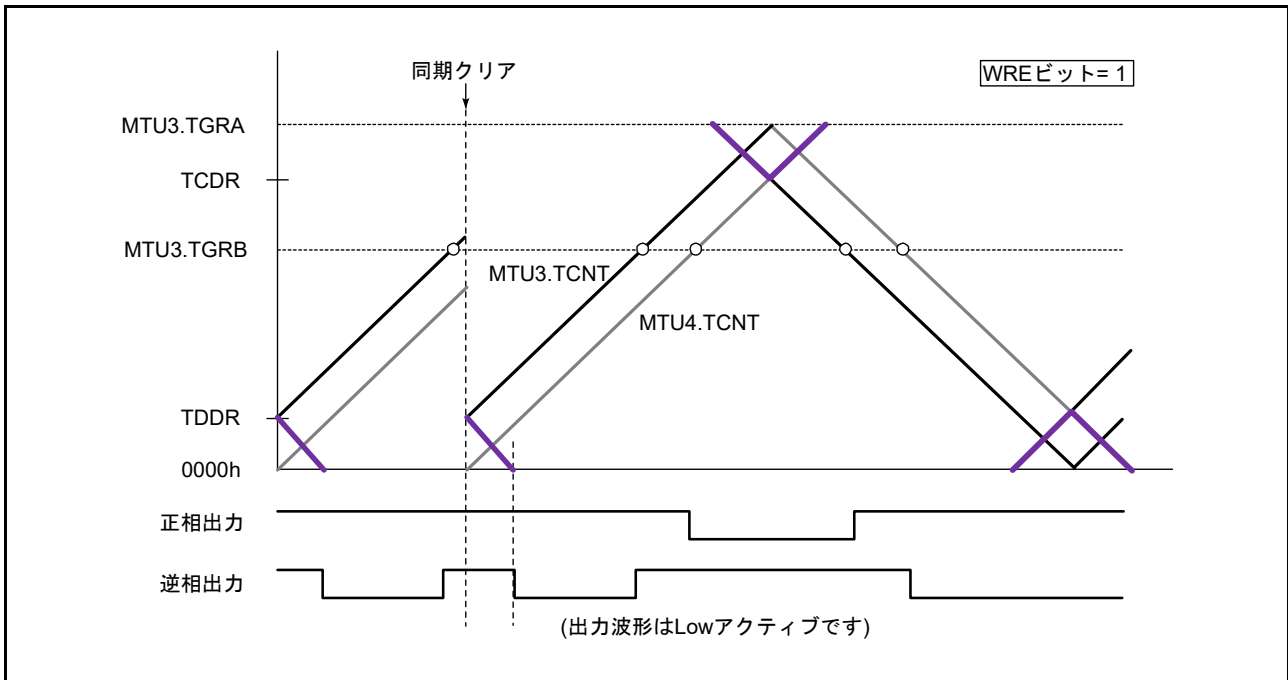 同期クリア
WREビット= 1
MTU3.TGRA
TCDR
MTU3.TGRB
MTU3.TCNT
MTU4.TCNT
TDDR
0000h
正相出力
逆相出力
(出力波形はLowアクティブです)